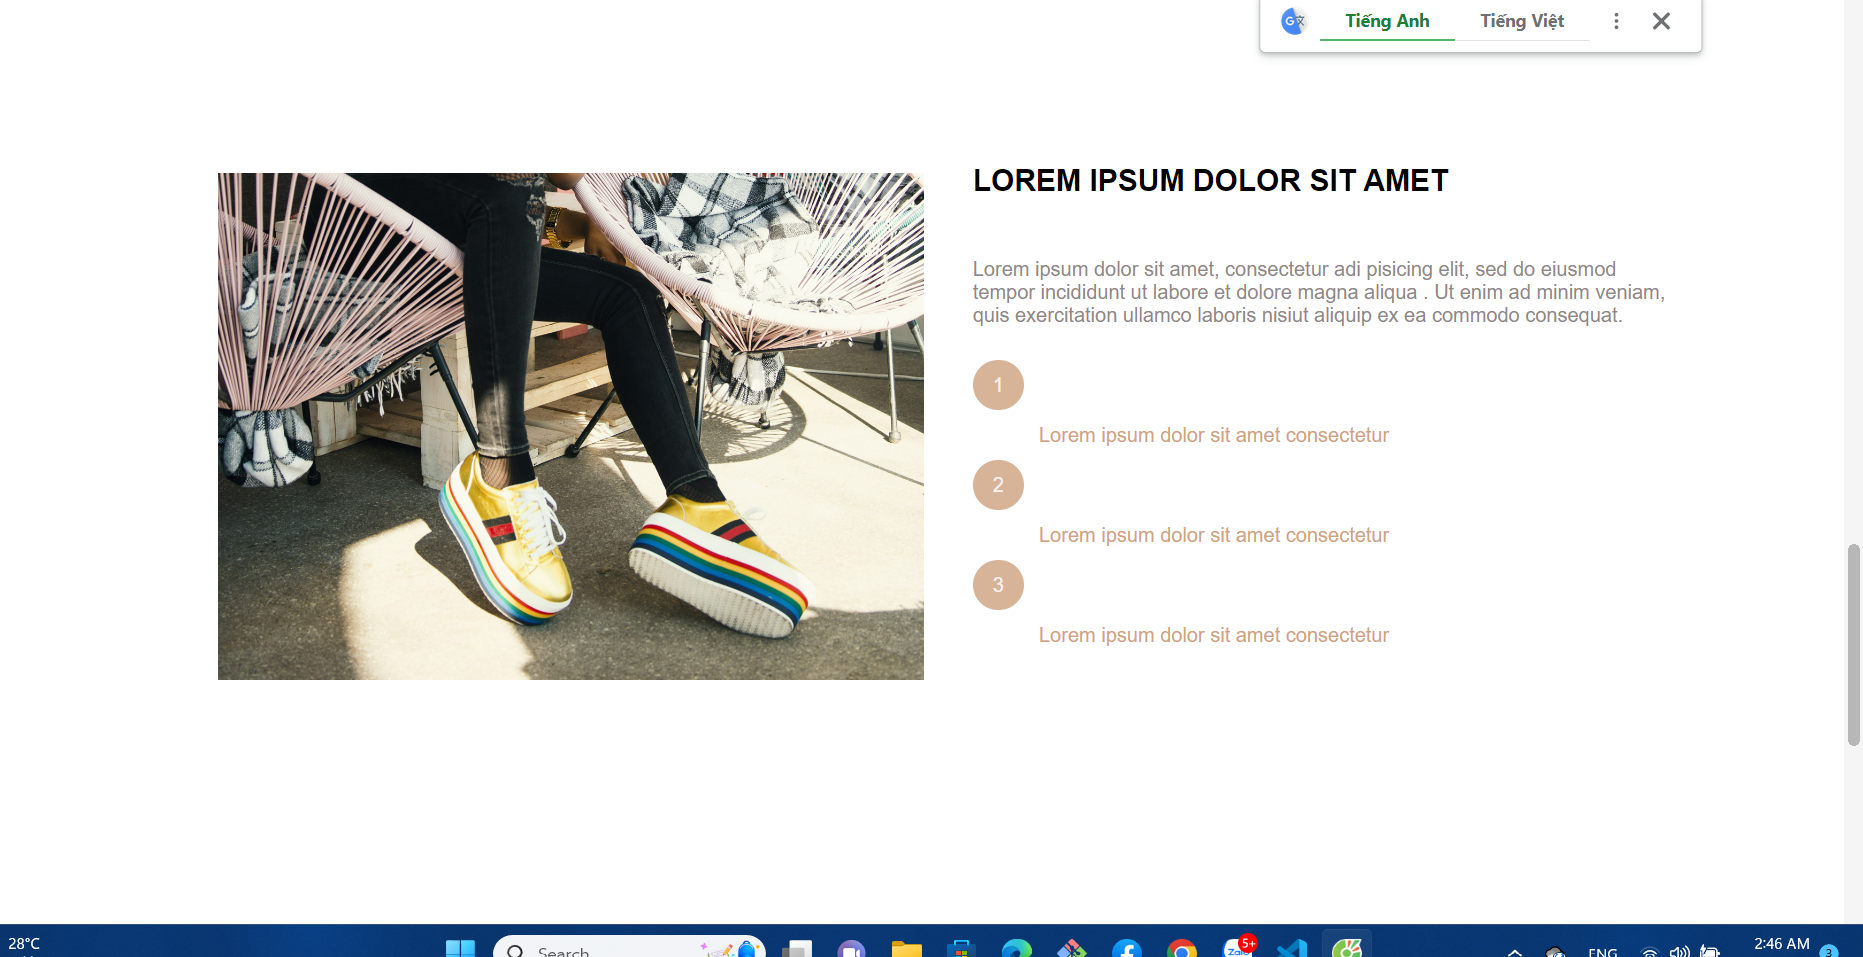 Tiếng Anh
Tiếng Việt
LOREM IPSUM DOLOR SIT AMET
Lorem ipsum dolor sit amet, consectetur adi pisicing elit, sed do eiusmod
tempor incididunt ut labore et dolore magna aliqua . Ut enim ad minim veniam,
quis exercitation ullamco laboris nisiut aliquip ex ea commodo consequat.
1
Lorem ipsum dolor sit amet consectetur
2
Lorem ipsum dolor sit amet consectetur
3
Lorem ipsum dolor sit amet consectetur
28°C
Search
Zalo
5+
ENG
2:46 AM
3